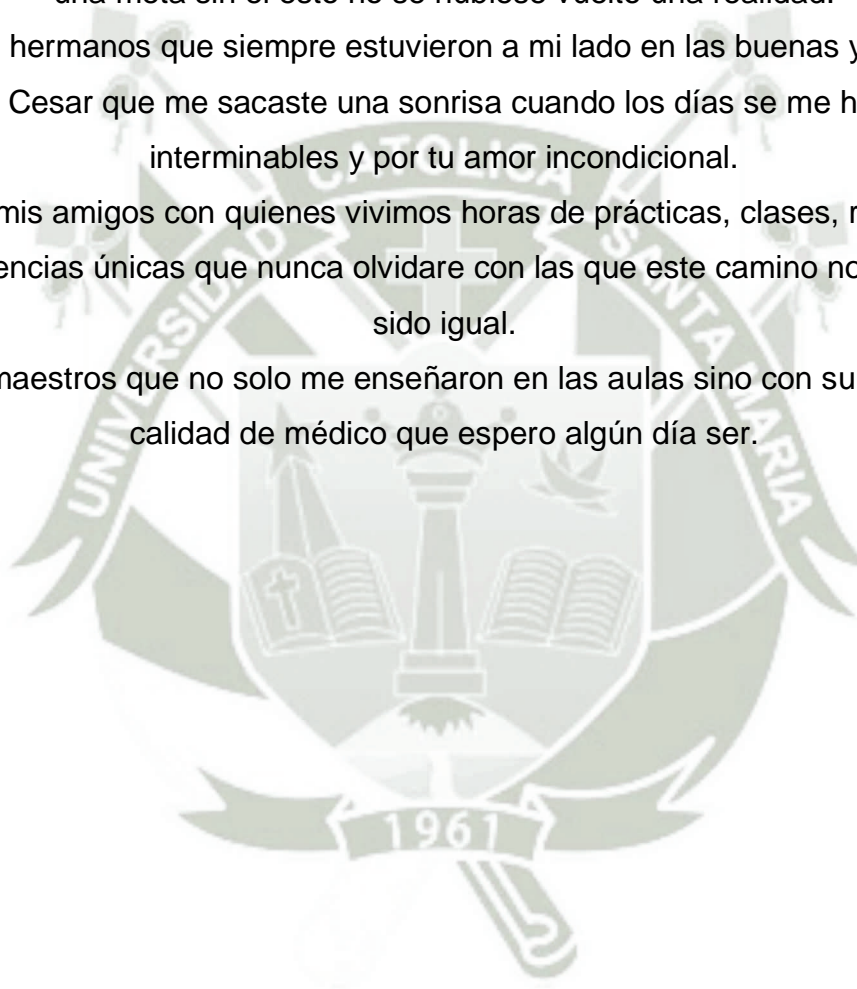 una meta sin el esto no se hubiese vuelto una realidad.
hermanos que siempre estuvieron a mi lado en las buenas y
Cesar que me sacaste una sonrisa cuando los días se me h
interminables y por tu amor incondicional.
mis amigos con quienes vivimos horas de prácticas, clases,
encias únicas que nunca olvidare con las que este camino no
sido igual.
maestros que no solo me enseñaron en las aulas sino con su
calidad de médico que espero algún día ser.
UNIVERSIDAD CATOLICA SANTA MARIA
1961